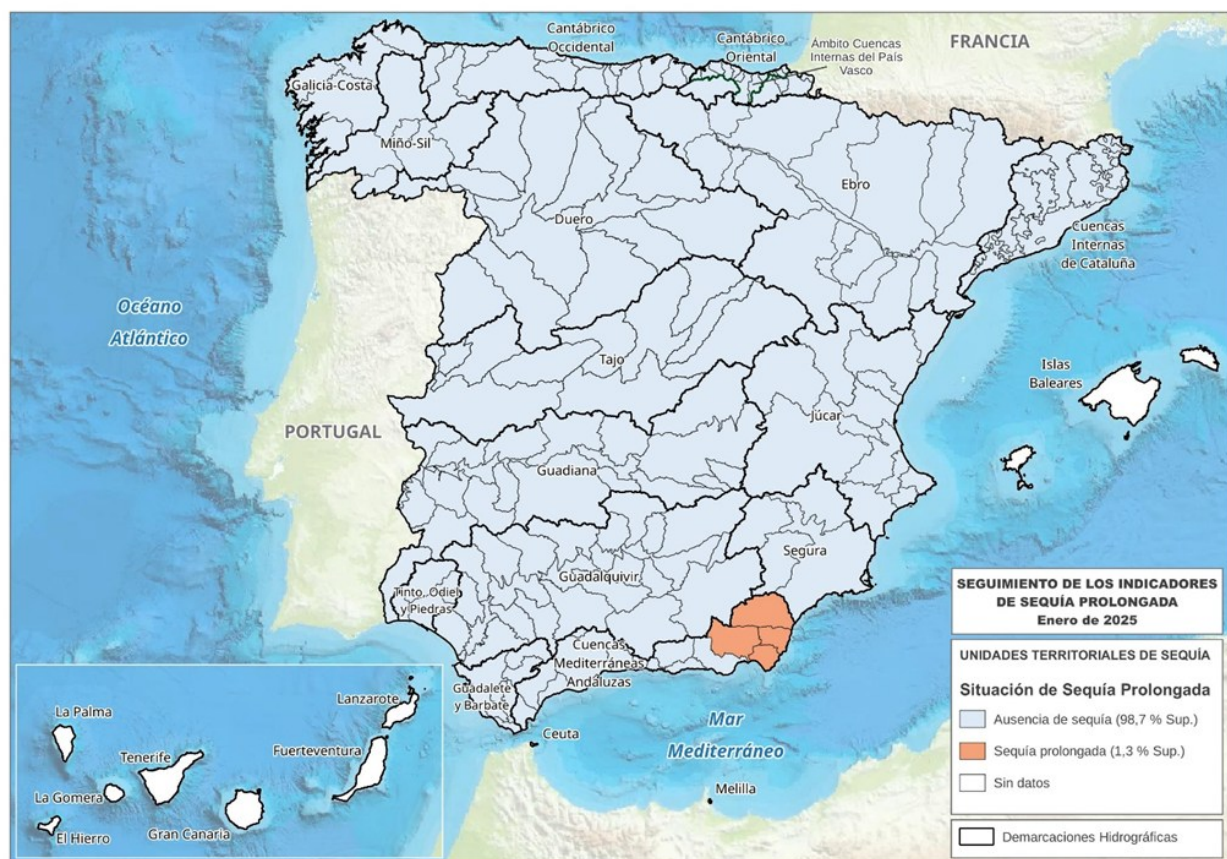 Cantábrico
Occidental
Cantábrico
Oriental
Ámbito Cuencas
Internas del País
Vasco
FRANCIA
Galicia-Costa
Miño-Sil
Ebro
Duero
Cuencas
Internas
de Cataluña
Océano
Atlántico
Tajo
Islas
Baleares
PORTUGAL
Júcar
Guadiana
Segura
Guadalquivir
Tinto, Odiel
y Piedras
Cuencas
Mediterráneas
Andaluzas
Guadalete
y Barbate
Mar
Mediterráneo
Ceuta
Melilla
Lanzarote
La Palma
Fuerteventura
Tenerife
La Gomera
El Hierro
Gran Canaria
SEGUIMIENTO DE LOS INDICADORES
DE SEQUÍA PROLONGADA
Enero de 2025
UNIDADES TERRITORIALES DE SEQUÍA
Situación de Sequía Prolongada
Ausencia de sequía (98,7 % Sup.)
Sequía prolongada (1,3 % Sup.)
Sin datos
Demarcaciones Hidrográficas